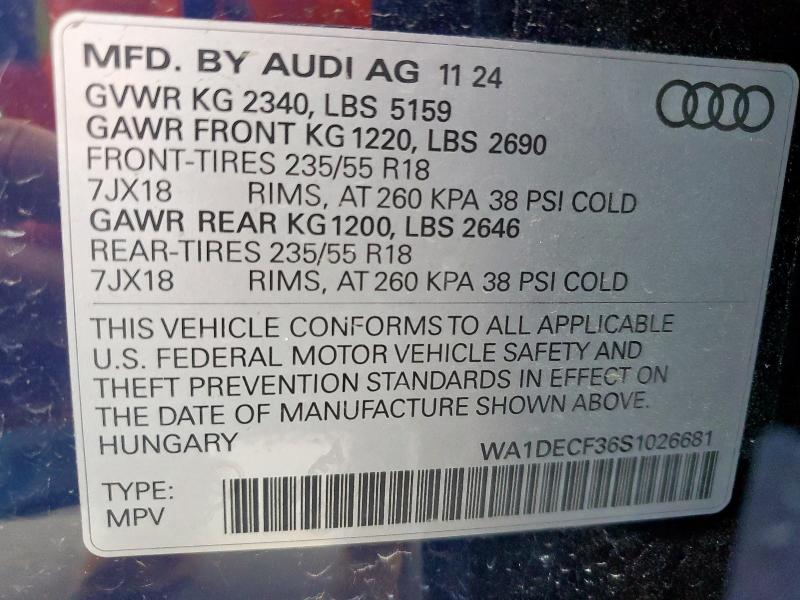 MFD. BY AUDI AG 11 24
GVWR KG 2340, LBS 5159
GAWR FRONT KG 1220, LBS 2690
FRONT-TIRES 235/55 R18
7JX18 RIMS, AT 260 KPA 38 PSI COLD
GAWR REAR KG 1200, LBS 2646
REAR-TIRES 235/55 R18
7JX18 RIMS, AT 260 KPA 38 PSI COLD
THIS VEHICLE CONFORMS TO ALL APPLICABLE
U.S. FEDERAL MOTOR VEHICLE SAFETY AND
THEFT PREVENTION STANDARDS IN EFFECT ON
THE DATE OF MANUFACTURE SHOWN ABOVE.
HUNGARY
WA1DECF36S1026681
TYPE:
MPV